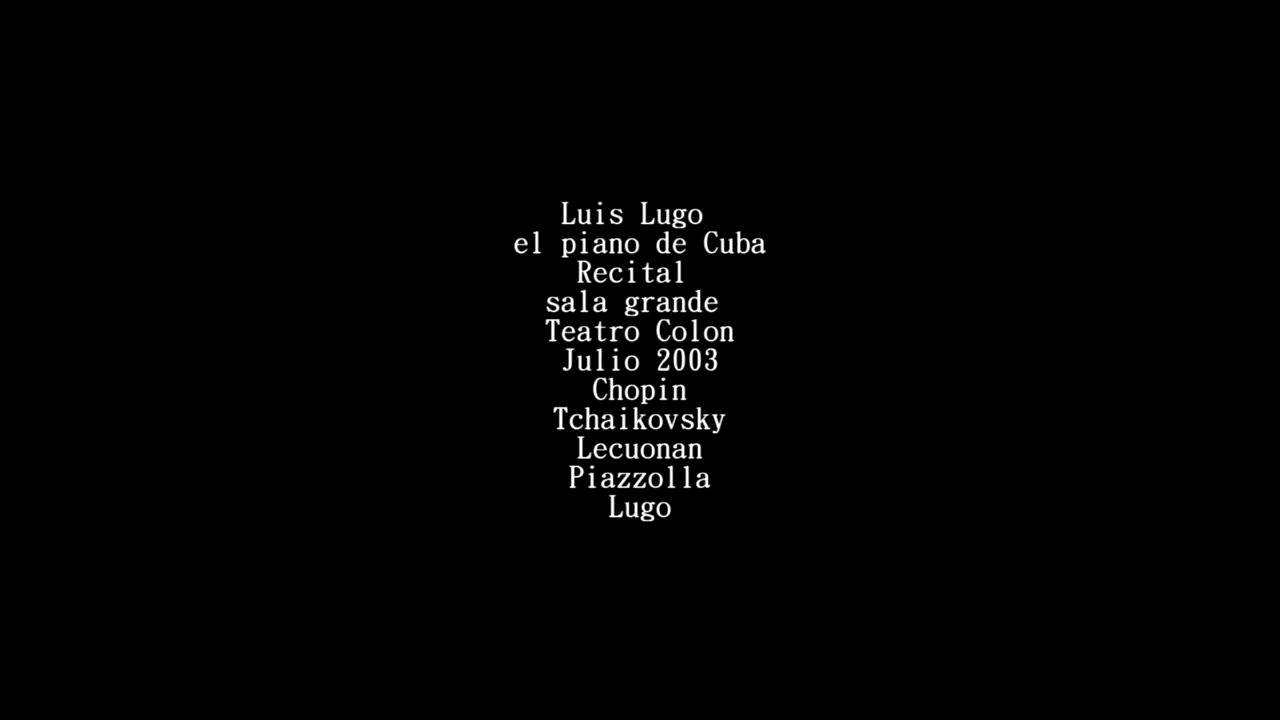 Luis Lugo
el piano de Cuba
Recital
sala grande
Teatro Colon
Julio 2003
Chopin
Tchaikovsky
Lecuonan
Piazzolla
Lugo